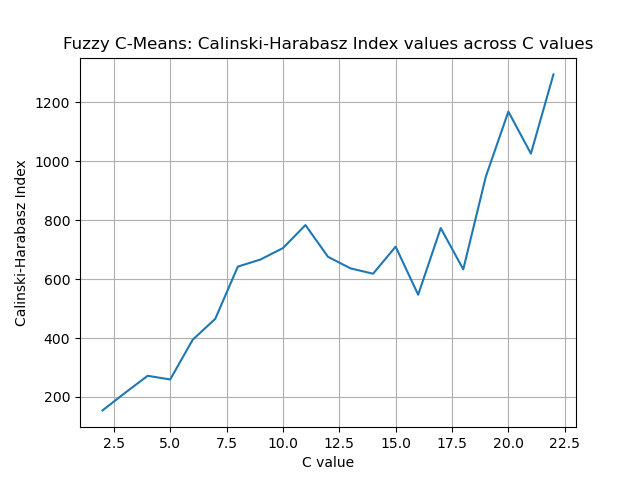 Fuzzy C-Means: Calinski-Harabasz Index values across C values
Calinski-Harabasz Index
1200
1000
800
600
400
200
2.5 5.0 7.5 10.0 12.5 15.0 17.5 20.0 22.5
C value